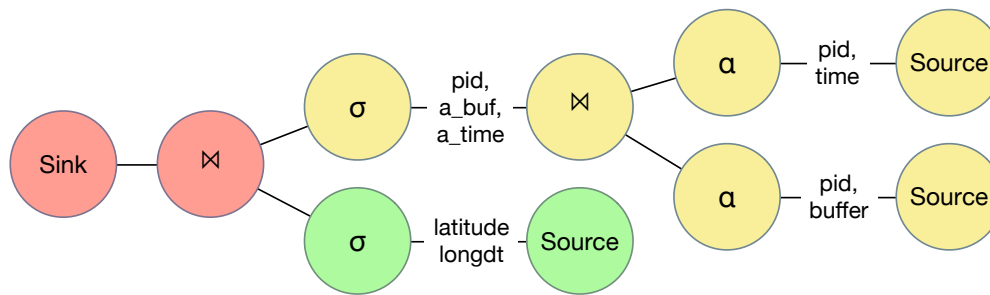 Sink
⋈
σ
pid,
a_buf,
a_time
⋈
α
pid,
time
Source
α
pid,
buffer
Source
σ
latitude
longdt
Source